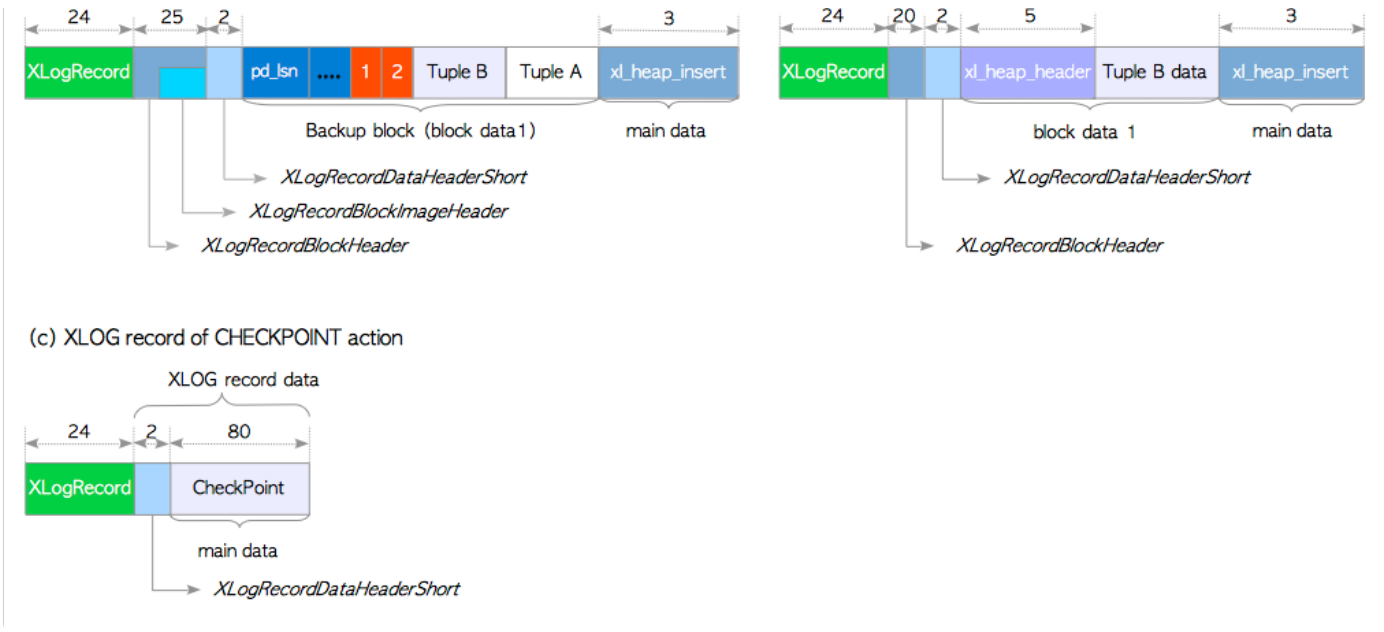 24 25 2 3
XLogRecord pd_lsn .... 1 2 Tuple B Tuple A xl_heap_insert
Backup block (block data1) main data
XLogRecordDataHeaderShort
XLogRecordBlockImageHeader
XLogRecordBlockHeader
24 20 2 5 3
XLogRecord xl_heap_header Tuple B data xl_heap_insert
block data 1 main data
XLogRecordDataHeaderShort
XLogRecordBlockHeader
(c) XLOG record of CHECKPOINT action
XLOG record data
24 2 80
XLogRecord CheckPoint
main data
XLogRecordDataHeaderShort